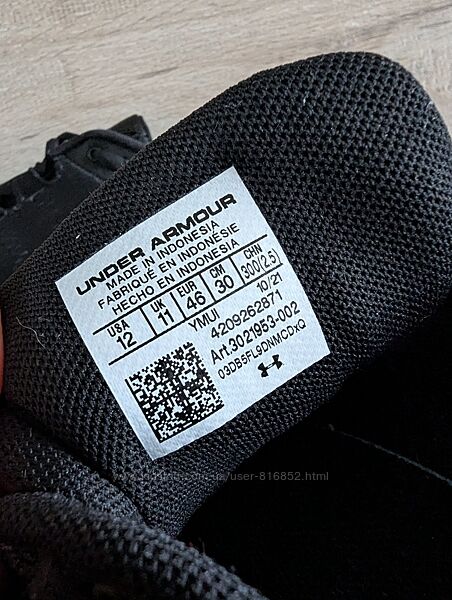 UNDER ARMOUR
MADE IN INDONESIA
FABRIQUÉ EN INDONÉSIE
HECHO EN INDONESIA
USA UK EUR CM CHN
12 11 46 30 300(2.5)
YMUI 10/21
4209262871
Art.3021953-002
03DB5FL9DNMCDxQ